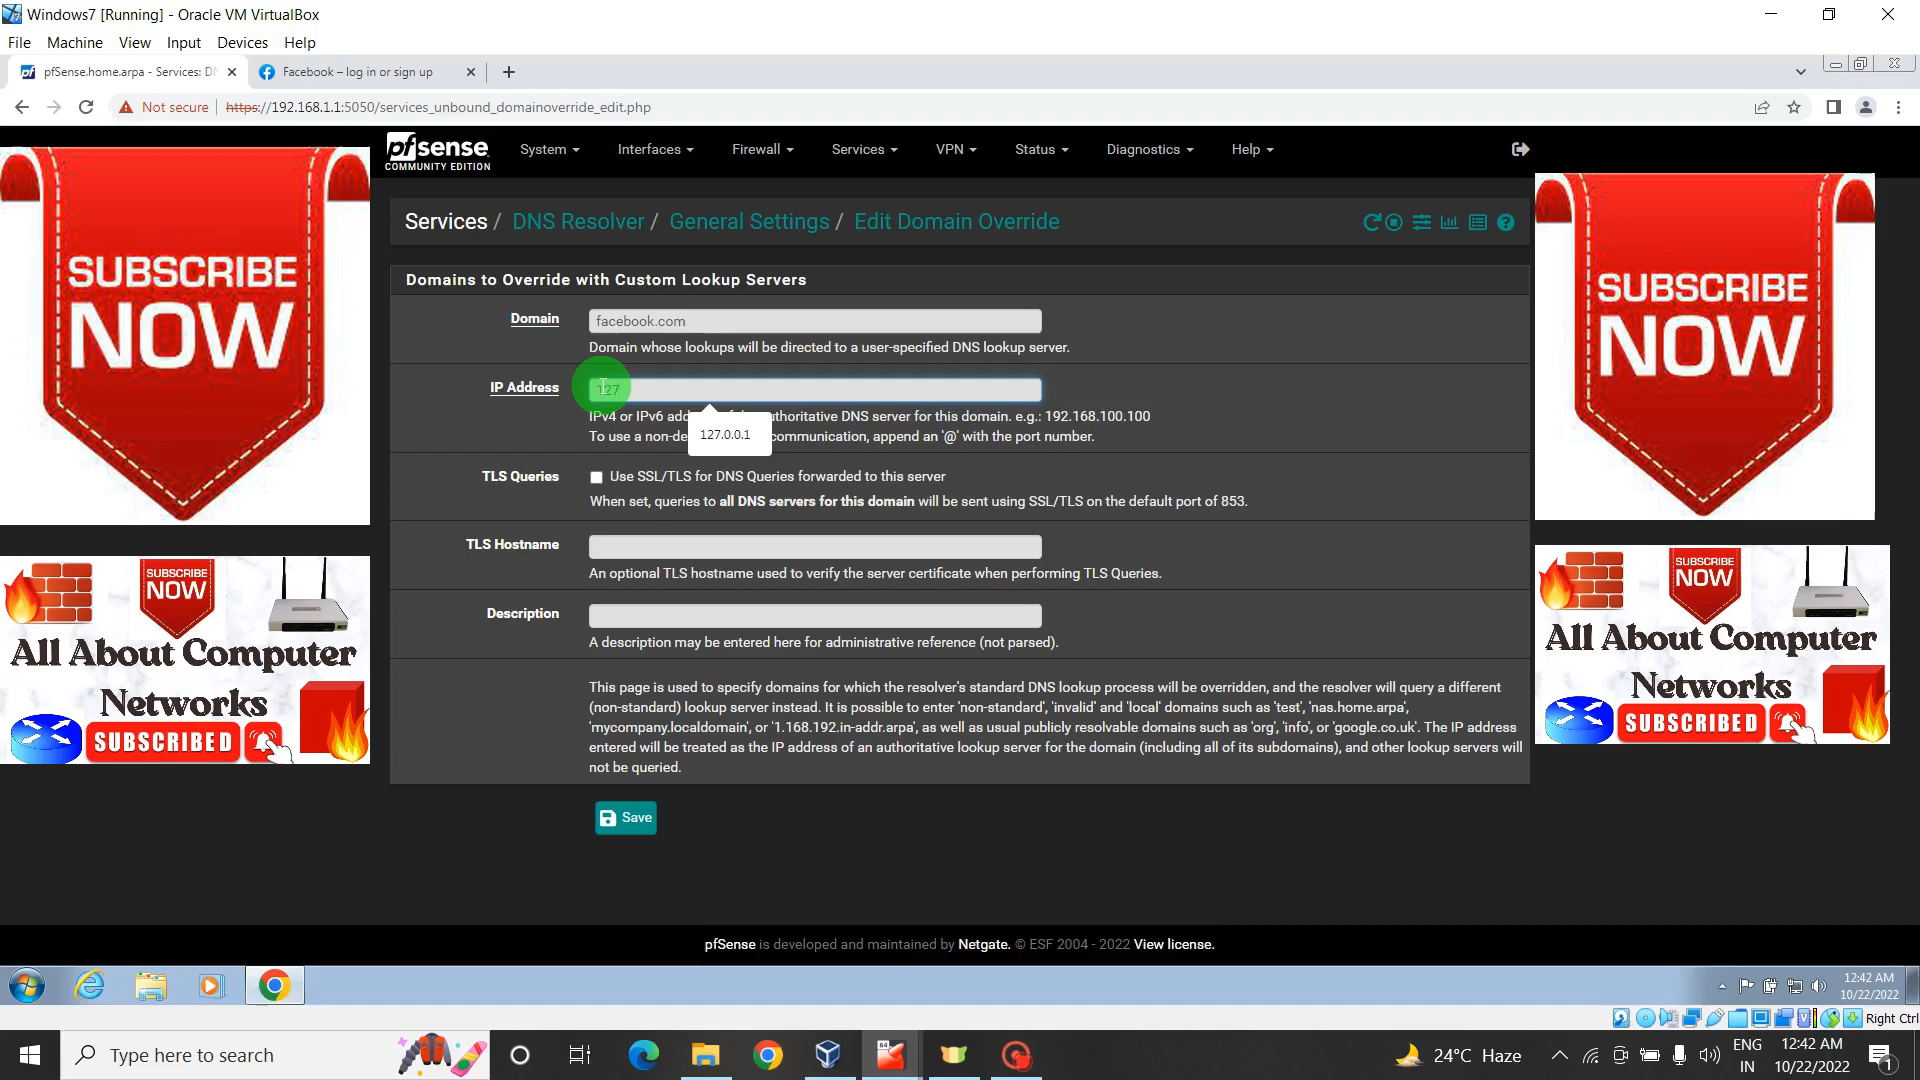 Windows7 [Running] - Oracle VM VirtualBox
File Machine View Input Devices Help
pfSense.home.arpa - Services: DN
Facebook – log in or sign up
Not secure https://192.168.1.1:5050/services_unbound_domainoverride_edit.php
pfsense
COMMUNITY EDITION
System Interfaces Firewall Services VPN Status Diagnostics Help
Services / DNS Resolver / General Settings / Edit Domain Override
Domains to Override with Custom Lookup Servers
Domain facebook.com
Domain whose lookups will be directed to a user-specified DNS lookup server.
IP Address 127
IPv4 or IPv6 add thoritative DNS server for this domain. e.g.: 192.168.100.100
127.0.0.1
To use a non-de communication, append an '@' with the port number.
TLS Queries Use SSL/TLS for DNS Queries forwarded to this server
When set, queries to all DNS servers for this domain will be sent using SSL/TLS on the default port of 853.
TLS Hostname
An optional TLS hostname used to verify the server certificate when performing TLS Queries.
Description
A description may be entered here for administrative reference (not parsed).
This page is used to specify domains for which the resolver's standard DNS lookup process will be overridden, and the resolver will query a different
(non-standard) lookup server instead. It is possible to enter 'non-standard', 'invalid' and 'local' domains such as 'test', 'nas.home.arpa',
'mycompany.localdomain', or '1.168.192.in-addr.arpa', as well as usual publicly resolvable domains such as 'org', 'info', or 'google.co.uk'. The IP address
entered will be treated as the IP address of an authoritative lookup server for the domain (including all of its subdomains), and other lookup servers will
not be queried.
Save
SUBSCRIBE
NOW
SUBSCRIBE
NOW
All About Computer
Networks
SUBSCRIBED
SUBSCRIBE
NOW
SUBSCRIBE
NOW
All About Computer
Networks
SUBSCRIBED
pfSense is developed and maintained by Netgate. © ESF 2004 - 2022 View license.
12:42 AM
10/22/2022
Right Ctrl
Type here to search
64
24°C Haze
ENG
IN
12:42 AM
10/22/2022
1